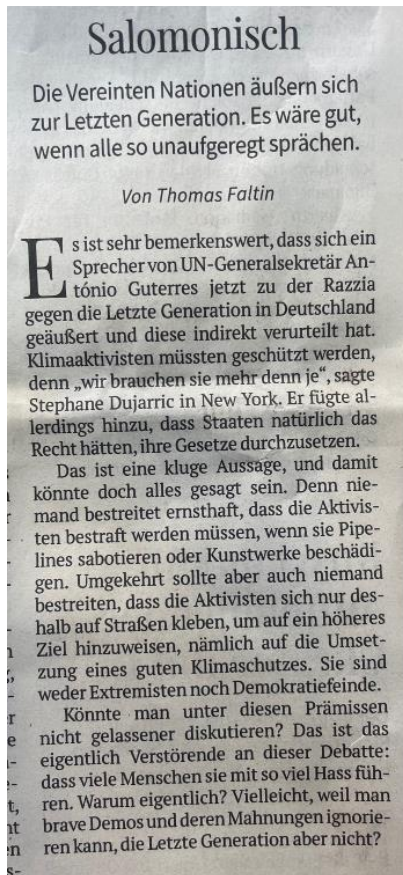 Salomonisch
Die Vereinten Nationen äußern sich
zur Letzten Generation. Es wäre gut,
wenn alle so unaufgeregt sprächen.
Von Thomas Faltin
Es ist sehr bemerkenswert, dass sich ein
Sprecher von UN-Generalsekretär An-
tónio Guterres jetzt zu der Razzia
gegen die Letzte Generation in Deutschland
geäußert und diese indirekt verurteilt hat.
Klimaaktivisten müssten geschützt werden,
denn „wir brauchen sie mehr denn je“, sagte
Stephane Dujarric in New York. Er fügte al-
lerdings hinzu, dass Staaten natürlich das
Recht hätten, ihre Gesetze durchzusetzen.
Das ist eine kluge Aussage, und damit
könnte doch alles gesagt sein. Denn nie-
mand bestreitet ernsthaft, dass die Aktivis-
ten bestraft werden müssen, wenn sie Pipe-
lines sabotieren oder Kunstwerke beschädi-
gen. Umgekehrt sollte aber auch niemand
bestreiten, dass die Aktivisten sich nur des-
halb auf Straßen kleben, um auf ein höheres
Ziel hinzuweisen, nämlich auf die Umset-
zung eines guten Klimaschutzes. Sie sind
weder Extremisten noch Demokratiefeinde.
Könnte man unter diesen Prämissen
nicht gelassener diskutieren? Das ist das
eigentlich Verstörende an dieser Debatte:
dass viele Menschen sie mit so viel Hass füh-
ren. Warum eigentlich? Vielleicht, weil man
brave Demos und deren Mahnungen ignorie-
ren kann, die Letzte Generation aber nicht?